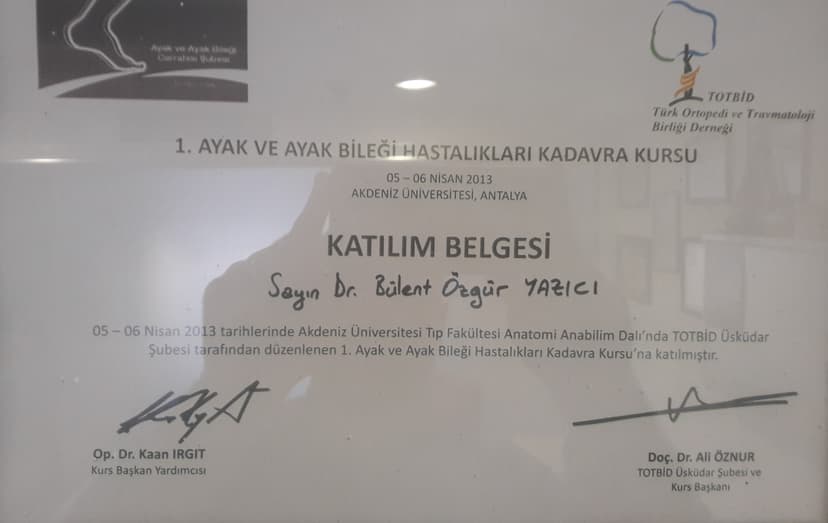 Ayak ve Ayak Bileği
Cerrahisi Şubesi
TOTBİD
Türk Ortopedi ve Travmatoloji
Birliği Derneği
1. AYAK VE AYAK BİLEĞİ HASTALIKLARI KADAVRA KURSU
05 – 06 NİSAN 2013
AKDENİZ ÜNİVERSİTESİ, ANTALYA
KATILIM BELGESİ
Sayın Dr. Bülent Özgür YAZICI
05 – 06 Nisan 2013 tarihlerinde Akdeniz Üniversitesi Tıp Fakültesi Anatomi Anabilim Dalı'nda TOTBİD Üsküdar
Şubesi tarafından düzenlenen 1. Ayak ve Ayak Bileği Hastalıkları Kadavra Kursu'na katılmıştır.
Op. Dr. Kaan IRGIT
Kurs Başkan Yardımcısı
Doç. Dr. Ali ÖZNUR
TOTBİD Üsküdar Şubesi ve
Kurs Başkanı